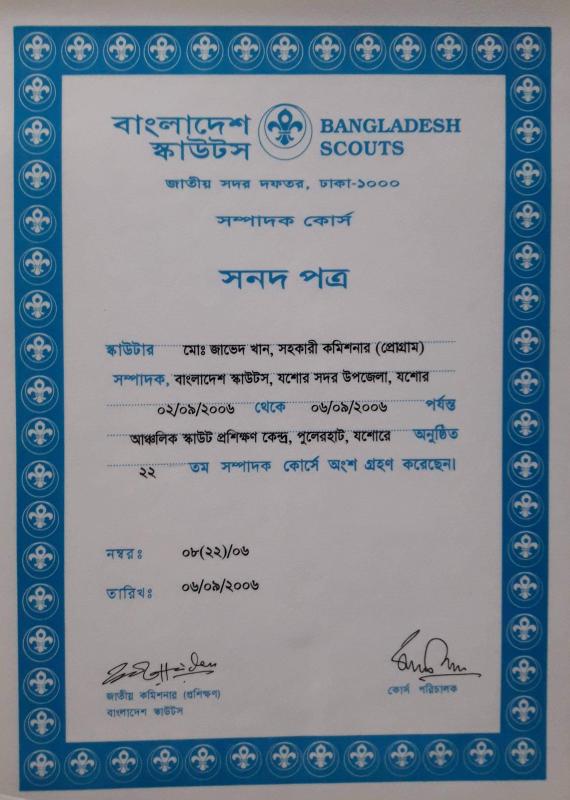 বাংলাদেশ স্কাউটস
BANGLADESH SCOUTS
জাতীয় সদর দফতর, ঢাকা-১০০০
সম্পাদক কোর্স
সনদ পত্র
স্কাউটার মোঃ জাভেদ খান, সহকারী কমিশনার (প্রোগ্রাম)
সম্পাদক, বাংলাদেশ স্কাউটস, যশোর সদর উপজেলা, যশোর
০২/০৯/২০০৬ থেকে ০৬/০৯/২০০৬ পর্যন্ত
আঞ্চলিক স্কাউট প্রশিক্ষণ কেন্দ্র, পুলেরহাট, যশোরে অনুষ্ঠিত
২২ তম সম্পাদক কোর্সে অংশ গ্রহণ করেছেন।
নম্বরঃ ০৮(২২)/০৬
তারিখঃ ০৬/০৯/২০০৬
জাতীয় কমিশনার (প্রশিক্ষণ)
বাংলাদেশ স্কাউটস
কোর্স পরিচালক